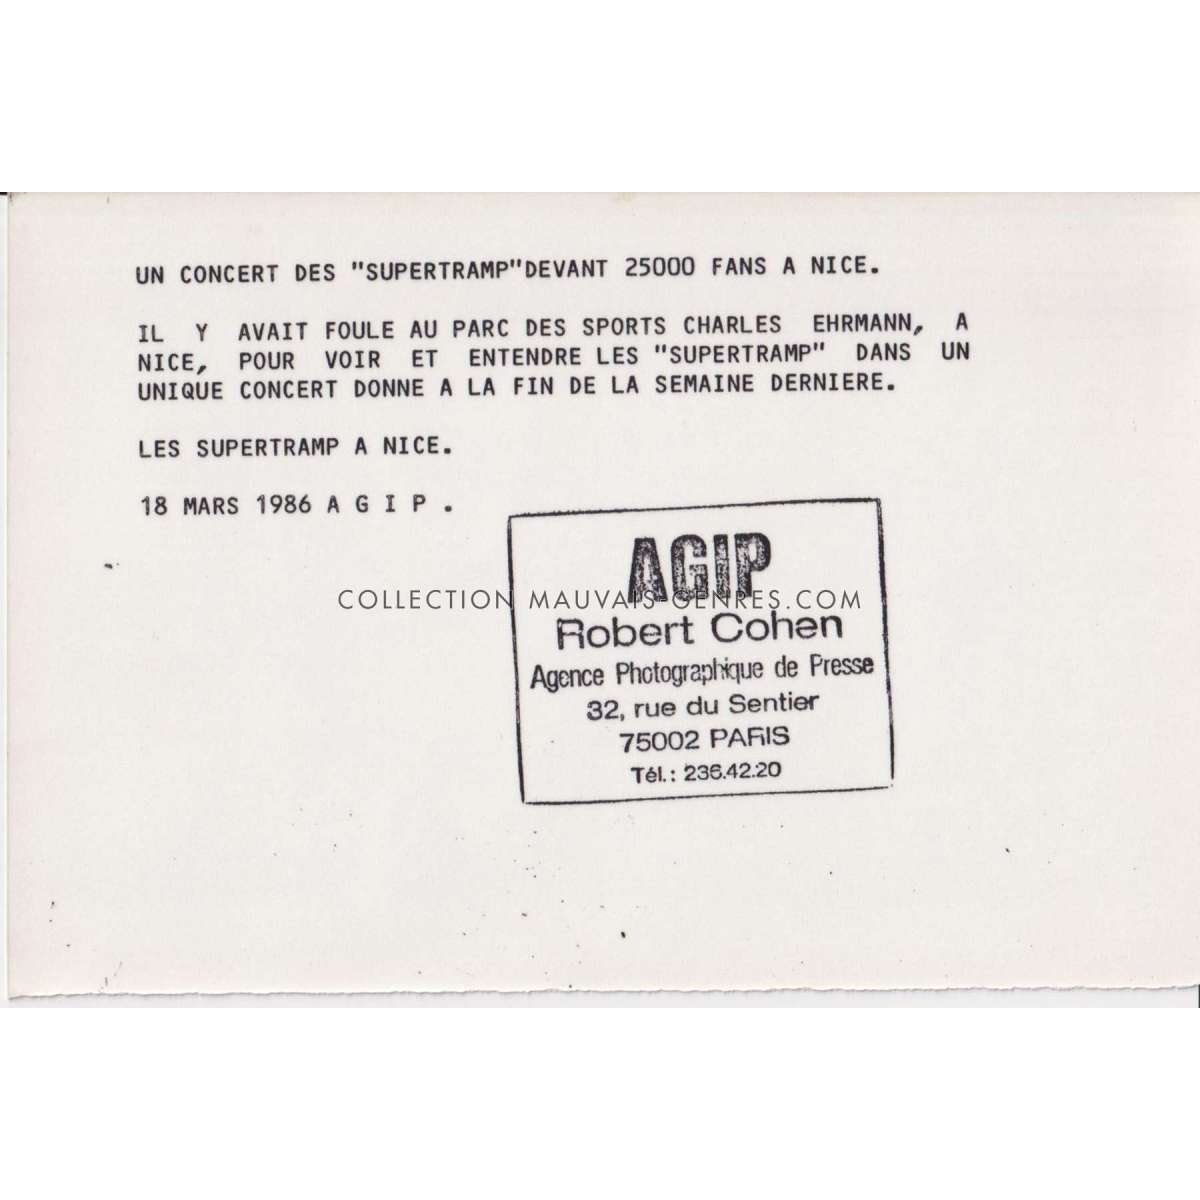 UN CONCERT DES "SUPERTRAMP"DEVANT 25000 FANS A NICE.
IL Y AVAIT FOULE AU PARC DES SPORTS CHARLES EHRMANN, A
NICE, POUR VOIR ET ENTENDRE LES "SUPERTRAMP" DANS UN
UNIQUE CONCERT DONNE A LA FIN DE LA SEMAINE DERNIERE.
LES SUPERTRAMP A NICE.
18 MARS 1986 A G I P .
AGIP
COLLECTION MAUVAIS-GENRES.COM
Robert Cohen
Agence Photographique de Presse
32, rue du Sentier
75002 PARIS
Tél.: 236.42.20